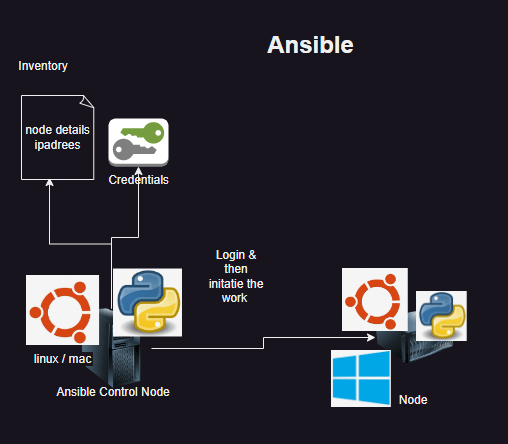 Ansible
Inventory
node details
ipadrees
Credentials
Login &
then
initatie the
work
linux / mac
Ansible Control Node
Node